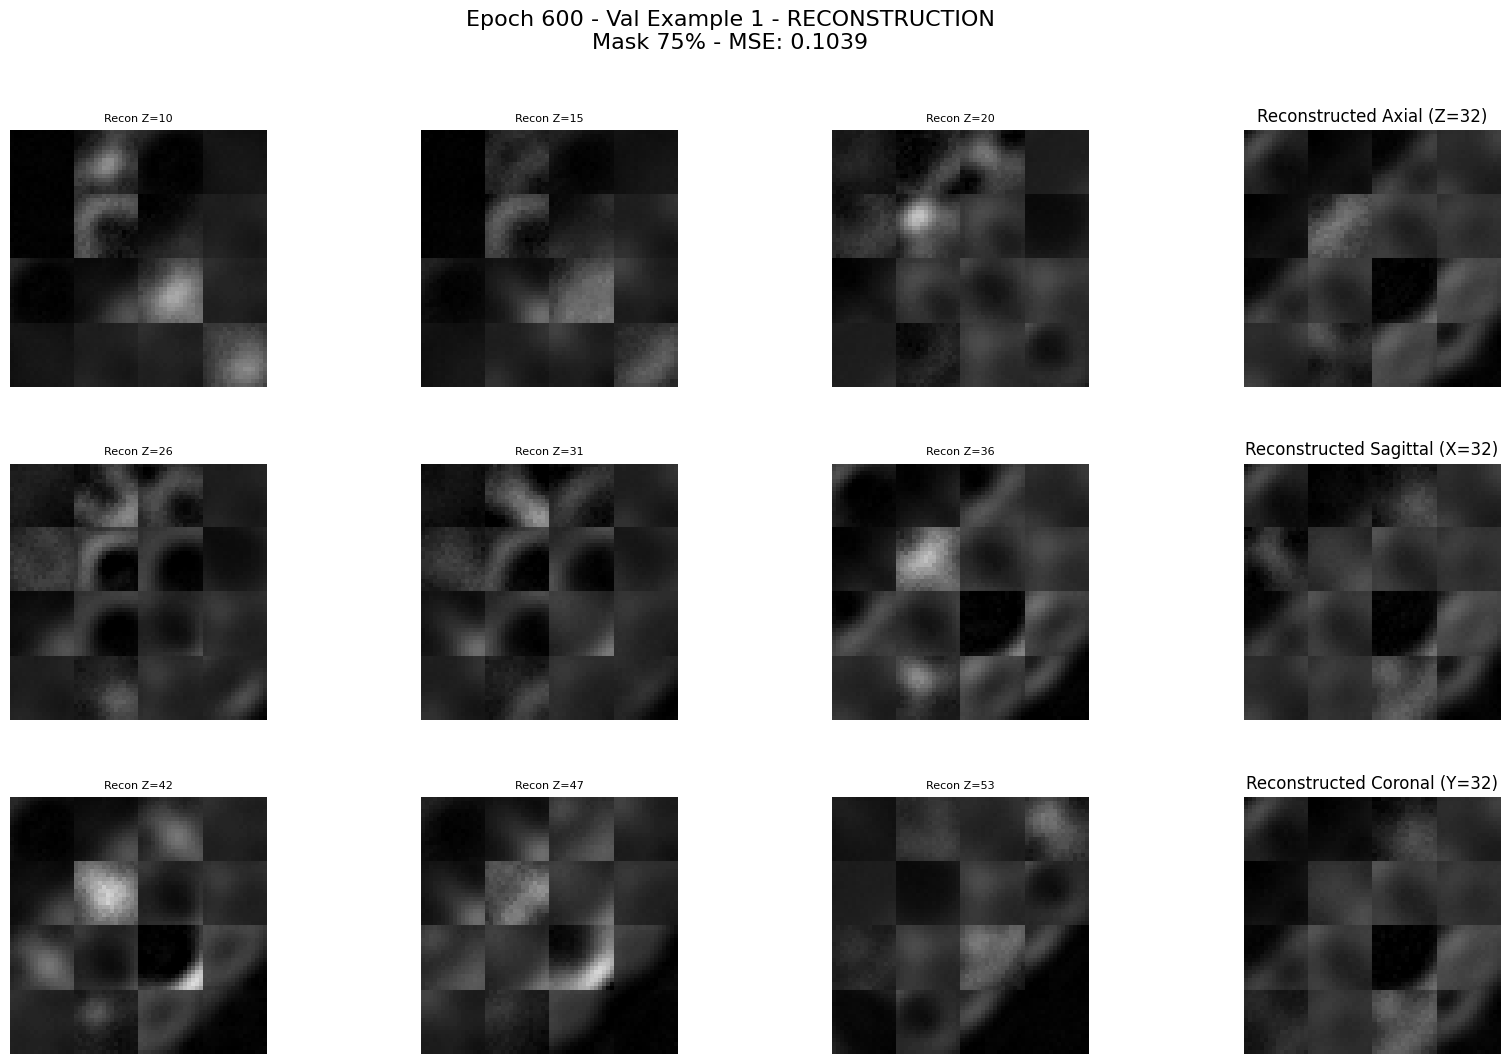 Epoch 600 - Val Example 1 - RECONSTRUCTION
Mask 75% - MSE: 0.1039
Recon Z=10
Recon Z=15
Recon Z=20
Reconstructed Axial (Z=32)
Recon Z=26
Recon Z=31
Recon Z=36
Reconstructed Sagittal (X=32)
Recon Z=42
Recon Z=47
Recon Z=53
Reconstructed Coronal (Y=32)